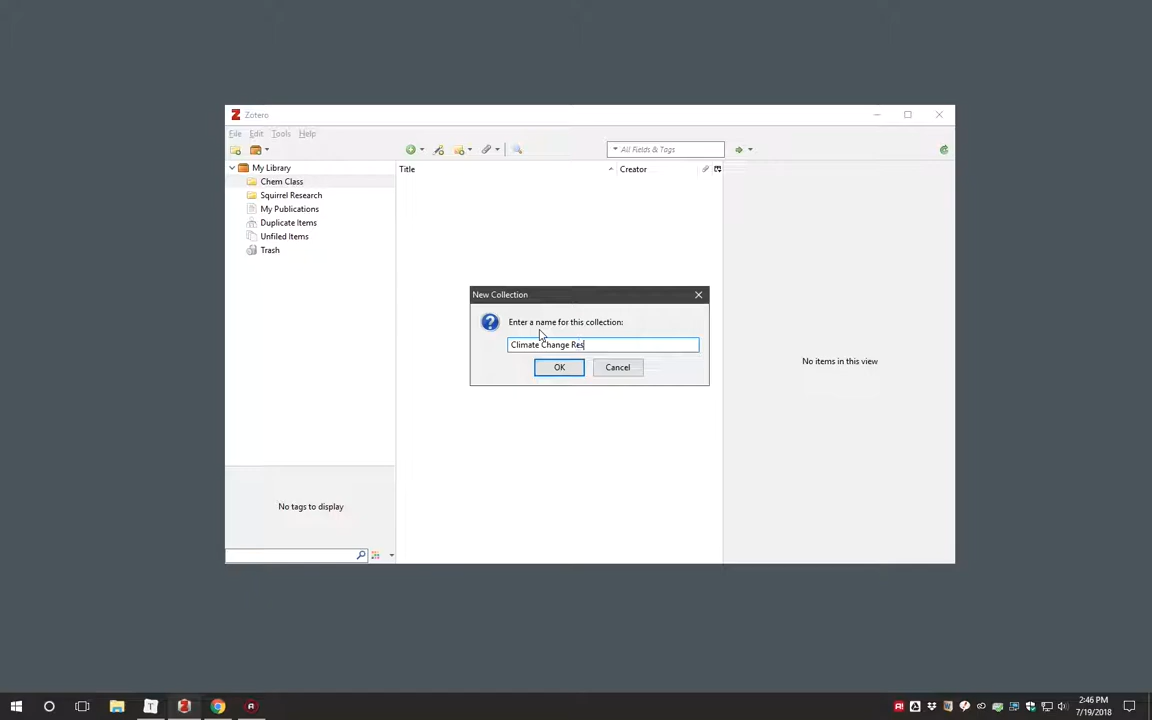 Zotero
File Edit Tools Help
All Fields & Tags
My Library
Chem Class
Squirrel Research
My Publications
Duplicate Items
Unfiled Items
Trash
Title Creator
New Collection
Enter a name for this collection:
Climate Change Res
OK Cancel
No items in this view
No tags to display
2:46 PM
7/19/2018